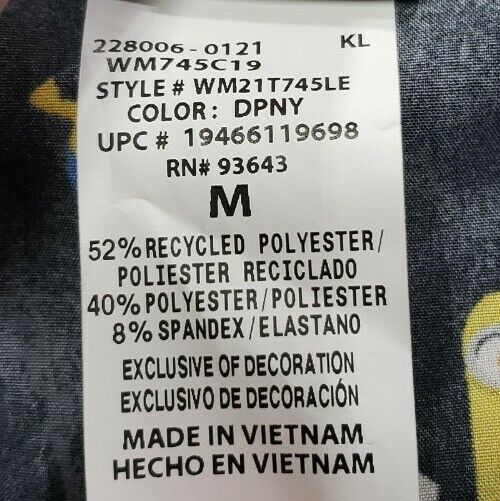 228006-0121 KL
WM745C19
STYLE # WM21T745LE
COLOR: DPNY
UPC # 19466119698
RN# 93643
M
52% RECYCLED POLYESTER/
POLIESTER RECICLADO
40% POLYESTER/POLIESTER
8% SPANDEX/ELASTANO
EXCLUSIVE OF DECORATION
EXCLUSIVO DE DECORACIÓN
MADE IN VIETNAM
HECHO EN VIETNAM